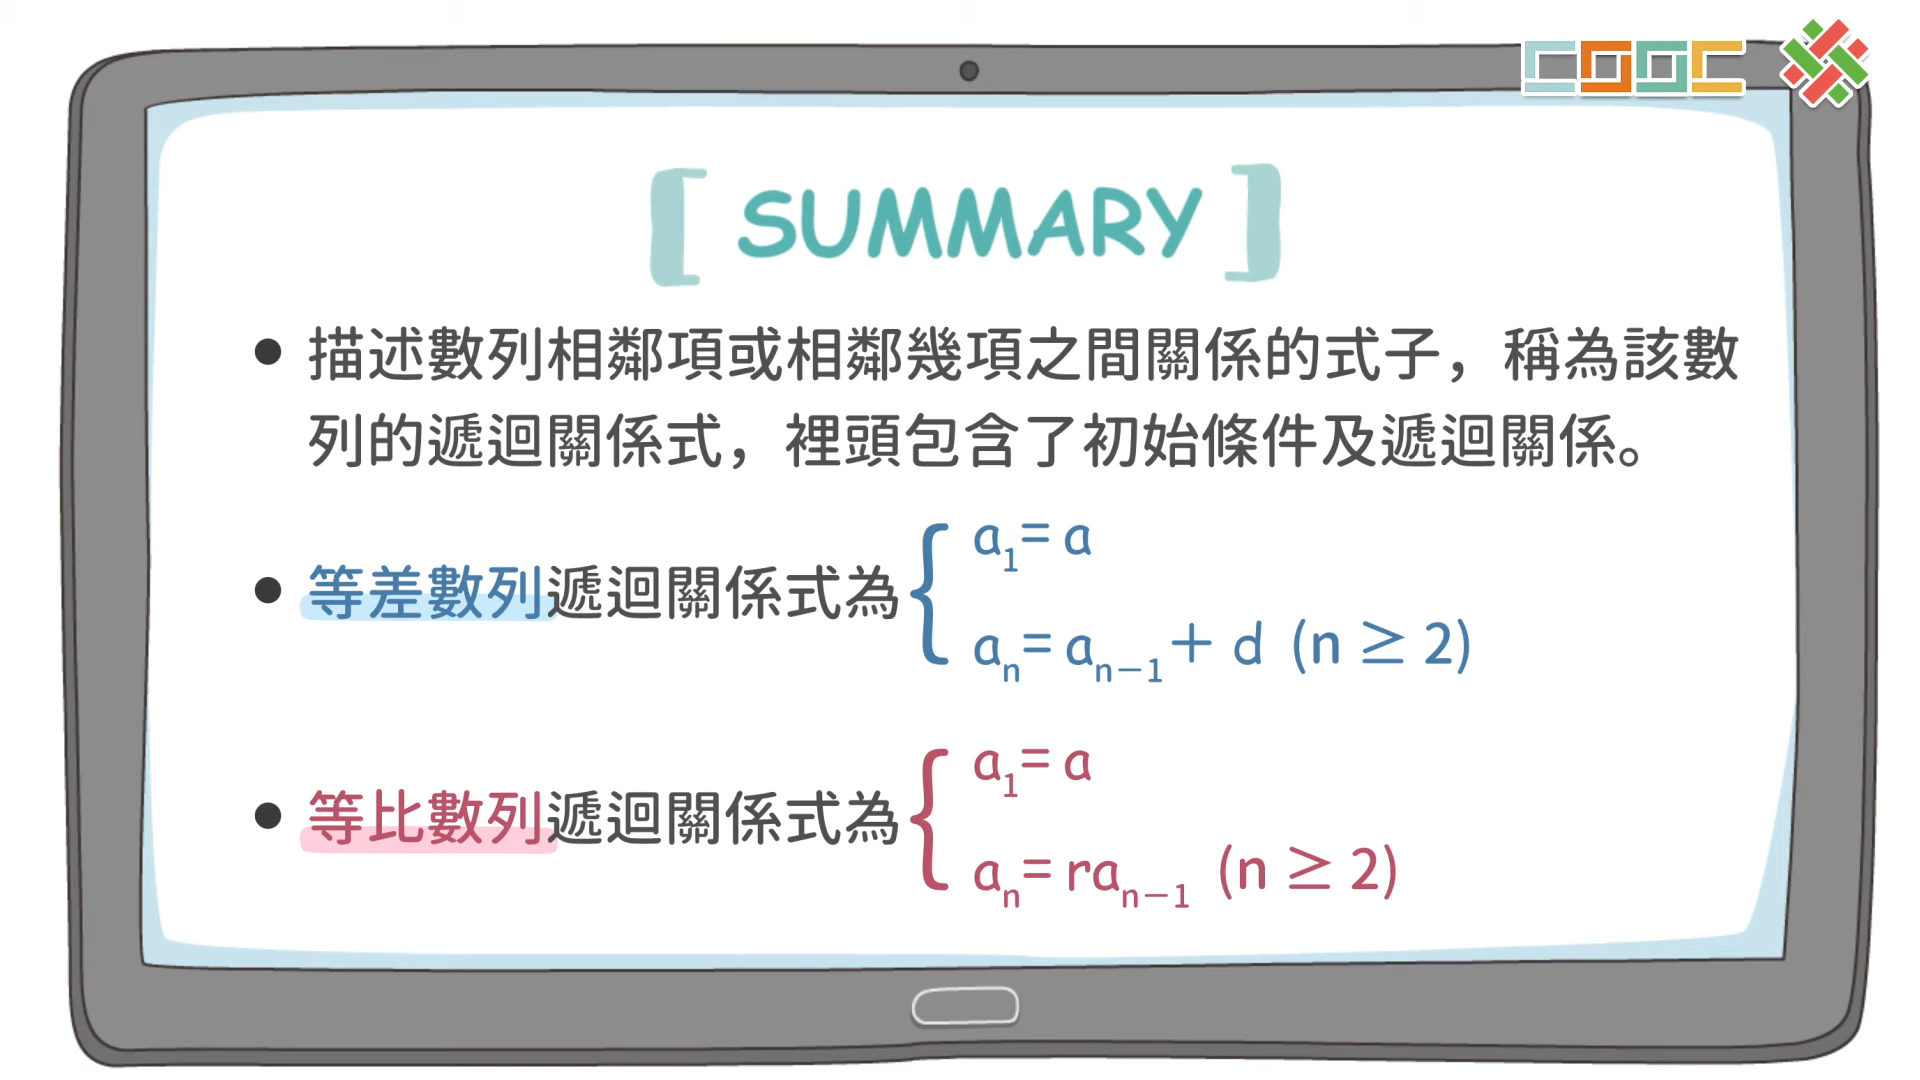 COOC
[ SUMMARY ]
• 描述數列相鄰項或相鄰幾項之間關係的式子，稱為該數
列的遞迴關係式，裡頭包含了初始條件及遞迴關係。
a₁= a
• 等差數列遞迴關係式為
aₙ= aₙ₋₁＋ d (n ≥ 2)
a₁= a
• 等比數列遞迴關係式為
aₙ= raₙ₋₁ (n ≥ 2)